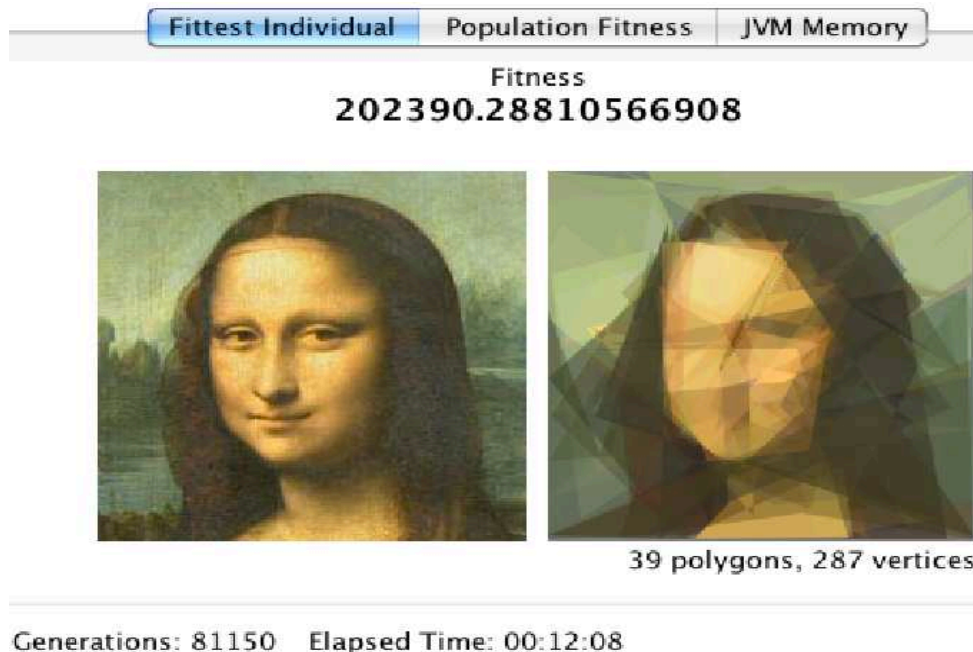 Fittest Individual Population Fitness JVM Memory
Fitness
202390.28810566908
39 polygons, 287 vertices
Generations: 81150 Elapsed Time: 00:12:08